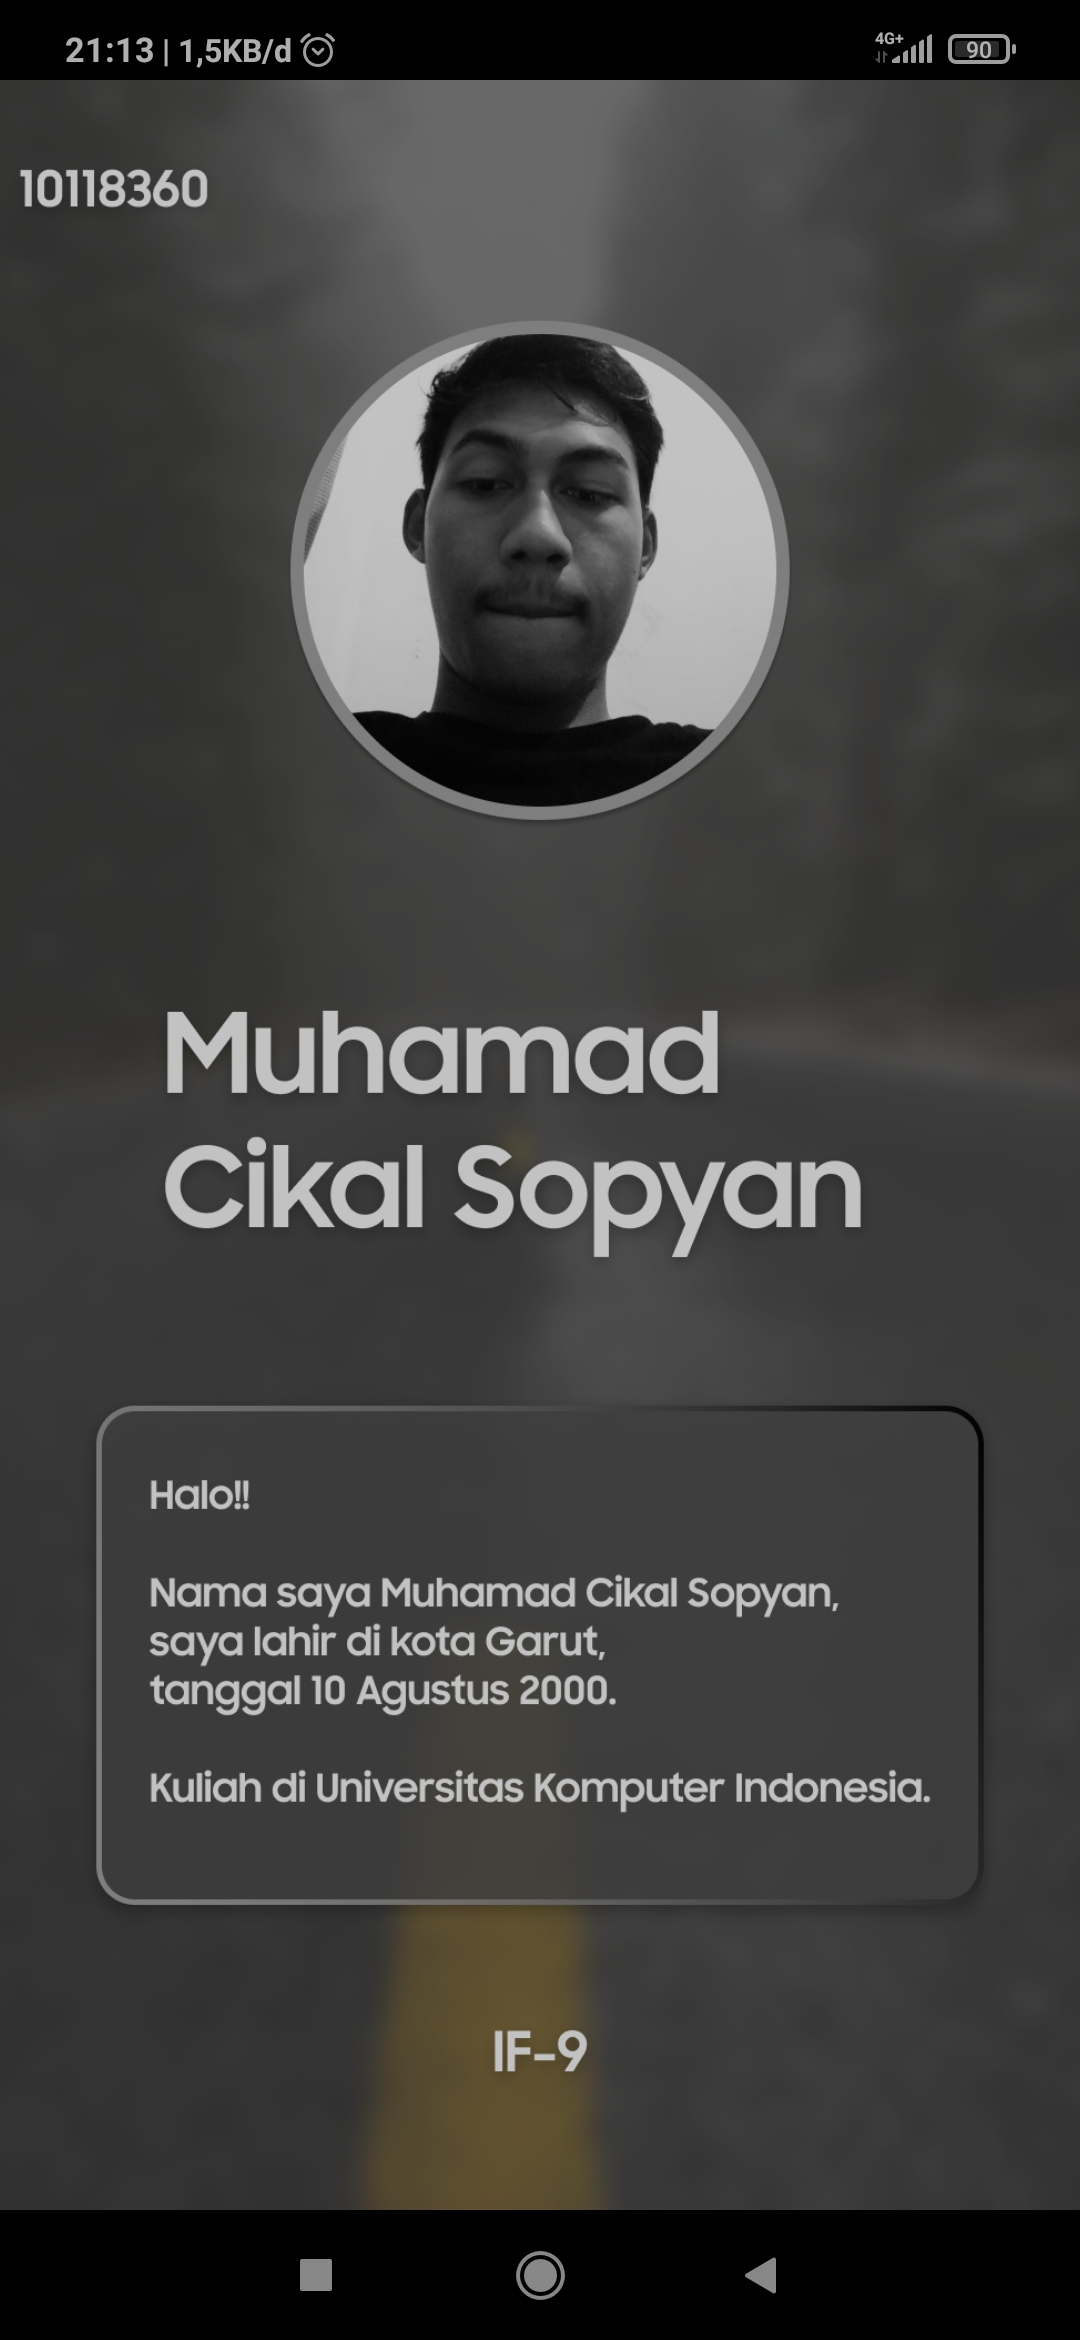 21:13 | 1,5KB/d
4G+
90
10118360
Muhamad
Cikal Sopyan
Halo!!
Nama saya Muhamad Cikal Sopyan,
saya lahir di kota Garut,
tanggal 10 Agustus 2000.
Kuliah di Universitas Komputer Indonesia.
IF-9